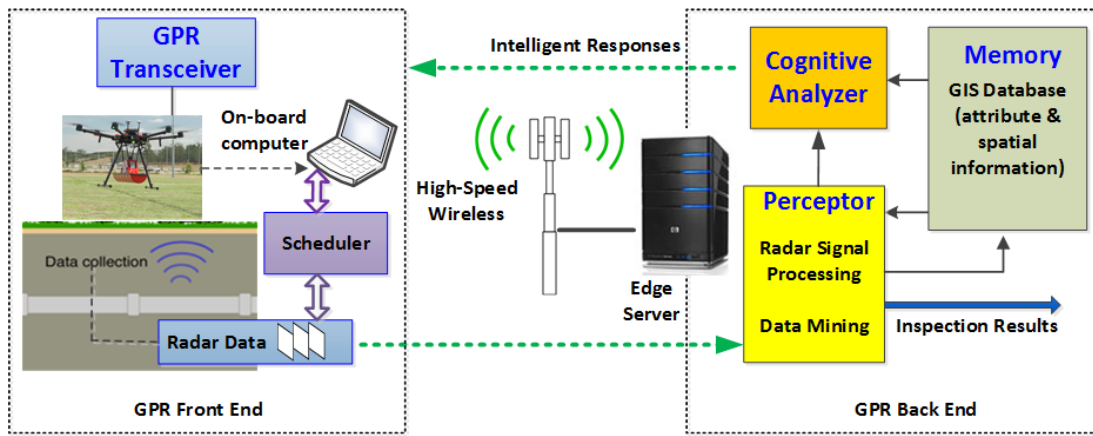 GPR
Transceiver
On-board
computer
Scheduler
Data collection
Radar Data
GPR Front End
Intelligent Responses
High-Speed
Wireless
Edge
Server
Cognitive
Analyzer
Memory
GIS Database
(attribute &
spatial
information)
Perceptor
Radar Signal
Processing
Data Mining
Inspection Results
GPR Back End